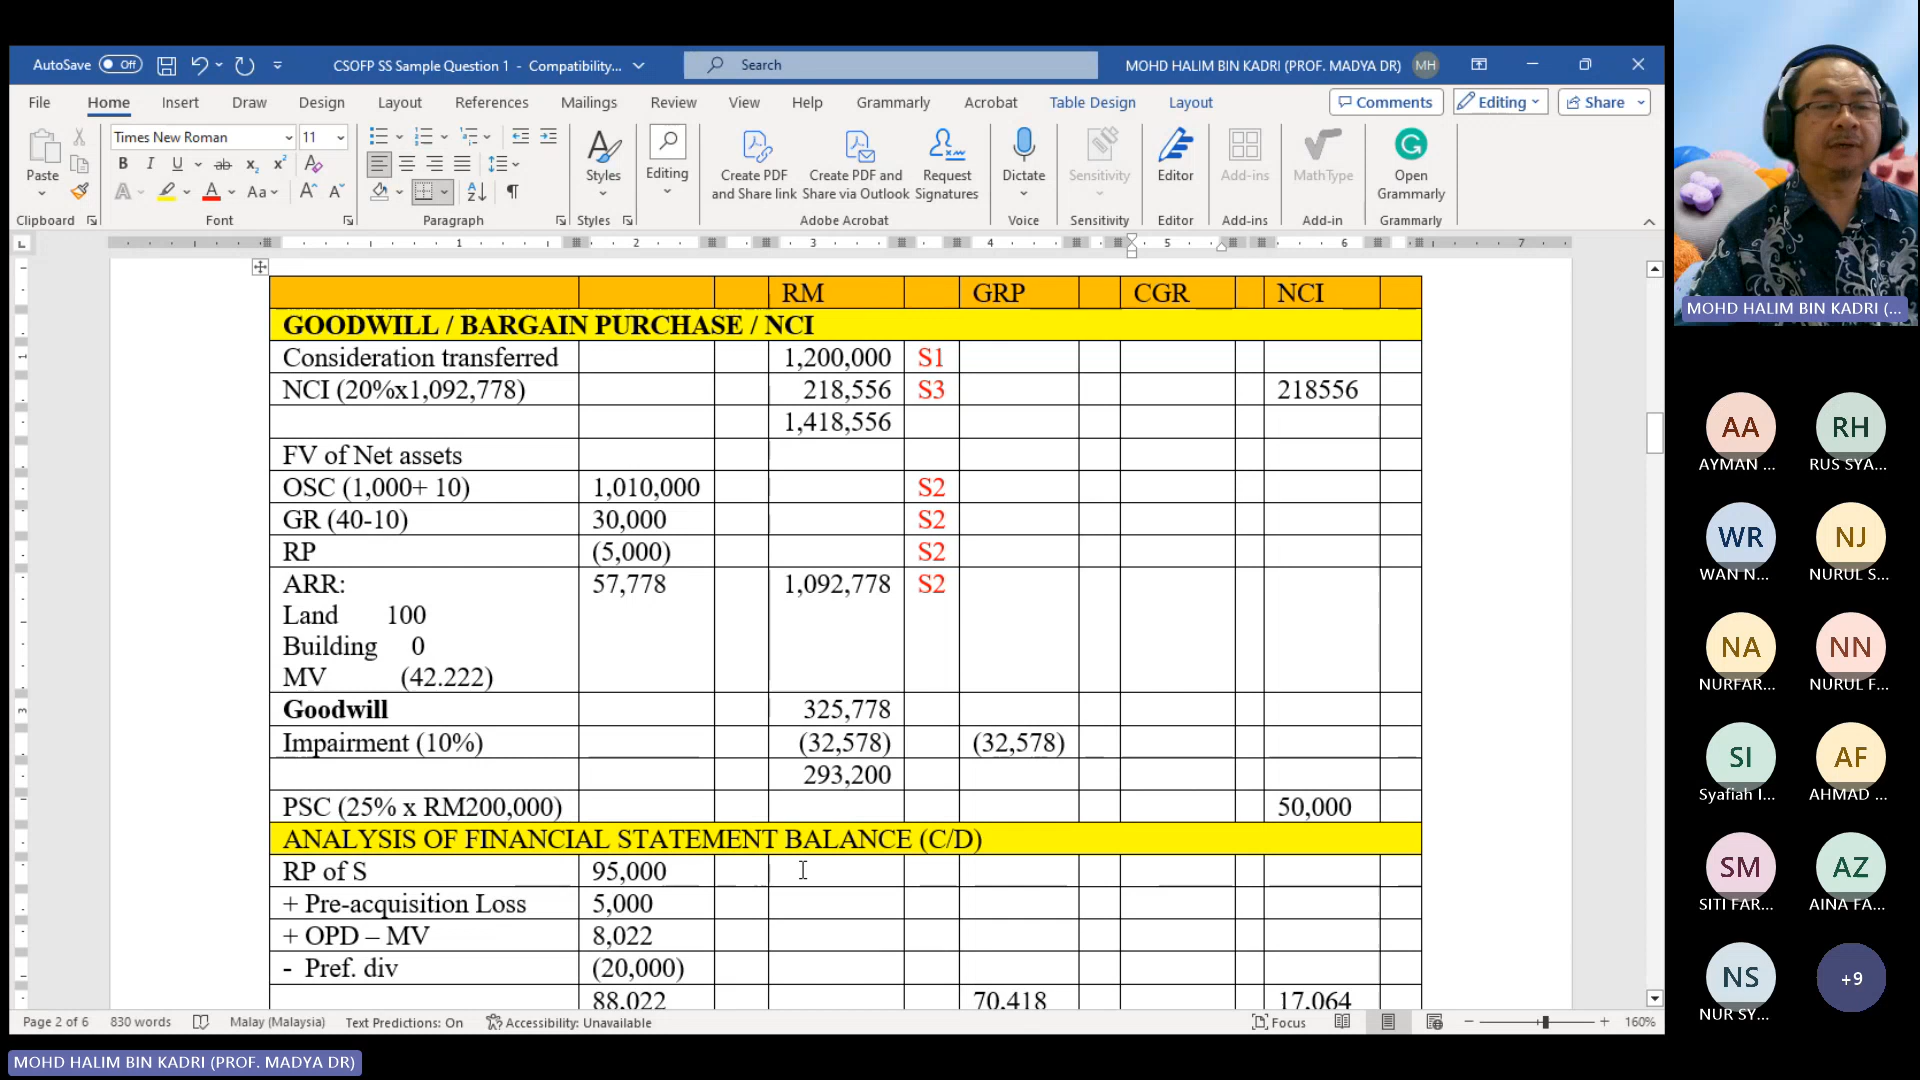 AutoSave Off
CSOFP SS Sample Question 1 - Compatibility...
Search
MOHD HALIM BIN KADRI (PROF. MADYA DR) MH
File Home Insert Draw Design Layout References Mailings Review View Help Grammarly Acrobat Table Design Layout
Comments Editing Share
Times New Roman 11
Paste
Styles
Editing
Create PDF and Share link
Create PDF and Share via Outlook
Request Signatures
Dictate
Sensitivity
Editor
Add-ins
MathType
Open Grammarly
Clipboard Font Paragraph Styles Adobe Acrobat Voice Sensitivity Editor Add-ins Add-in Grammarly
1 2 3 4 5 6 7
RM GRP CGR NCI
GOODWILL / BARGAIN PURCHASE / NCI
Consideration transferred 1,200,000 S1
NCI (20%x1,092,778) 218,556 S3 218556
1,418,556
FV of Net assets
OSC (1,000+ 10) 1,010,000 S2
GR (40-10) 30,000 S2
RP (5,000) S2
ARR: 57,778 1,092,778 S2
Land 100
Building 0
MV (42.222)
Goodwill 325,778
Impairment (10%) (32,578) (32,578)
293,200
PSC (25% x RM200,000) 50,000
ANALYSIS OF FINANCIAL STATEMENT BALANCE (C/D)
RP of S 95,000
+ Pre-acquisition Loss 5,000
+ OPD – MV 8,022
- Pref. div (20,000)
88,022 70,418 17,064
Page 2 of 6 830 words Malay (Malaysia) Text Predictions: On Accessibility: Unavailable Focus 160%
MOHD HALIM BIN KADRI (PROF. MADYA DR)
MOHD HALIM BIN KADRI (...
AA RH
AYMAN ... RUS SYA...
WR NJ
WAN N... NURUL S...
NA NN
NURFAR... NURUL F...
SI AF
Syafiah I... AHMAD ...
SM AZ
SITI FAR... AINA FA...
NS +9
NUR SY...